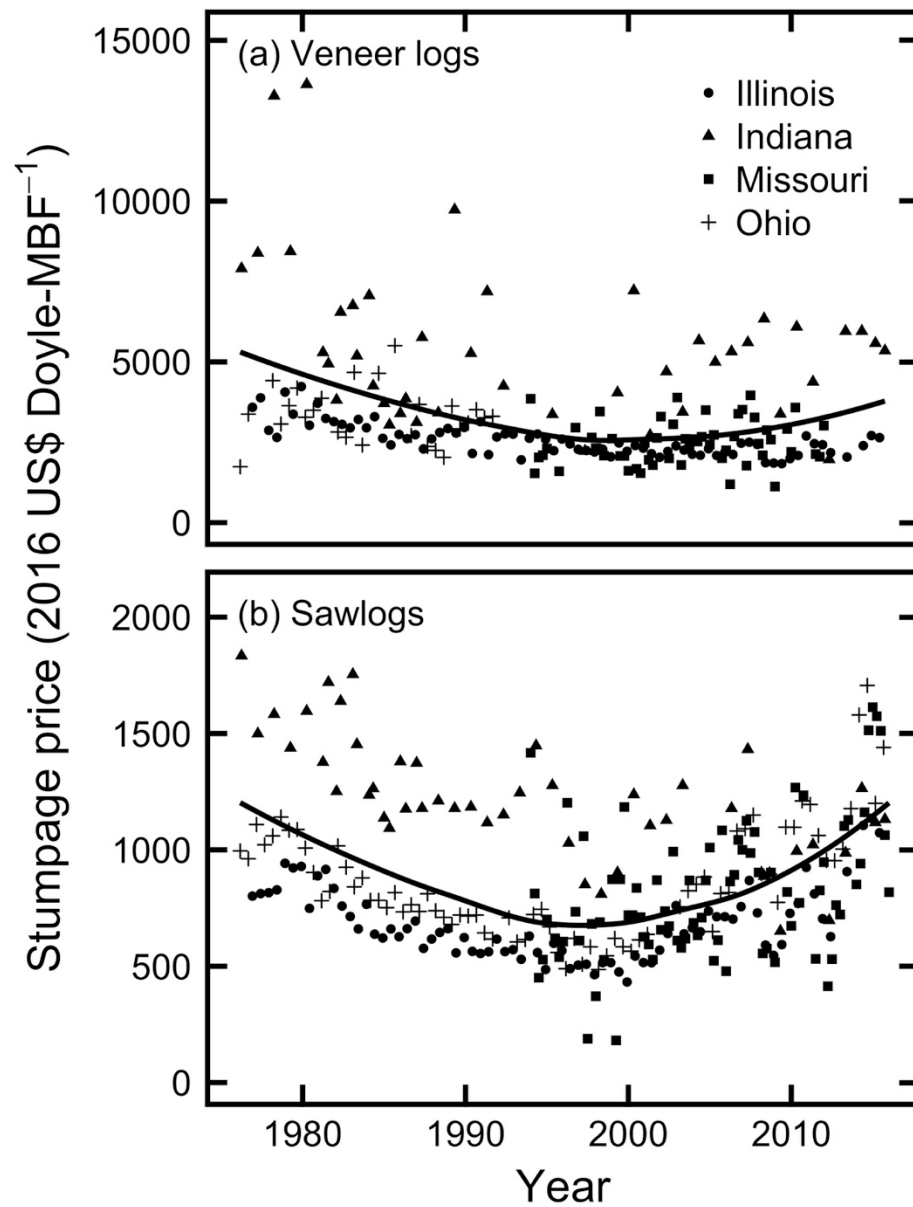 Stumpage price (2016 US$ Doyle-MBF⁻¹)
(a) Veneer logs
15000
10000
5000
0
Illinois
Indiana
Missouri
Ohio
(b) Sawlogs
2000
1500
1000
500
0
1980 1990 2000 2010
Year